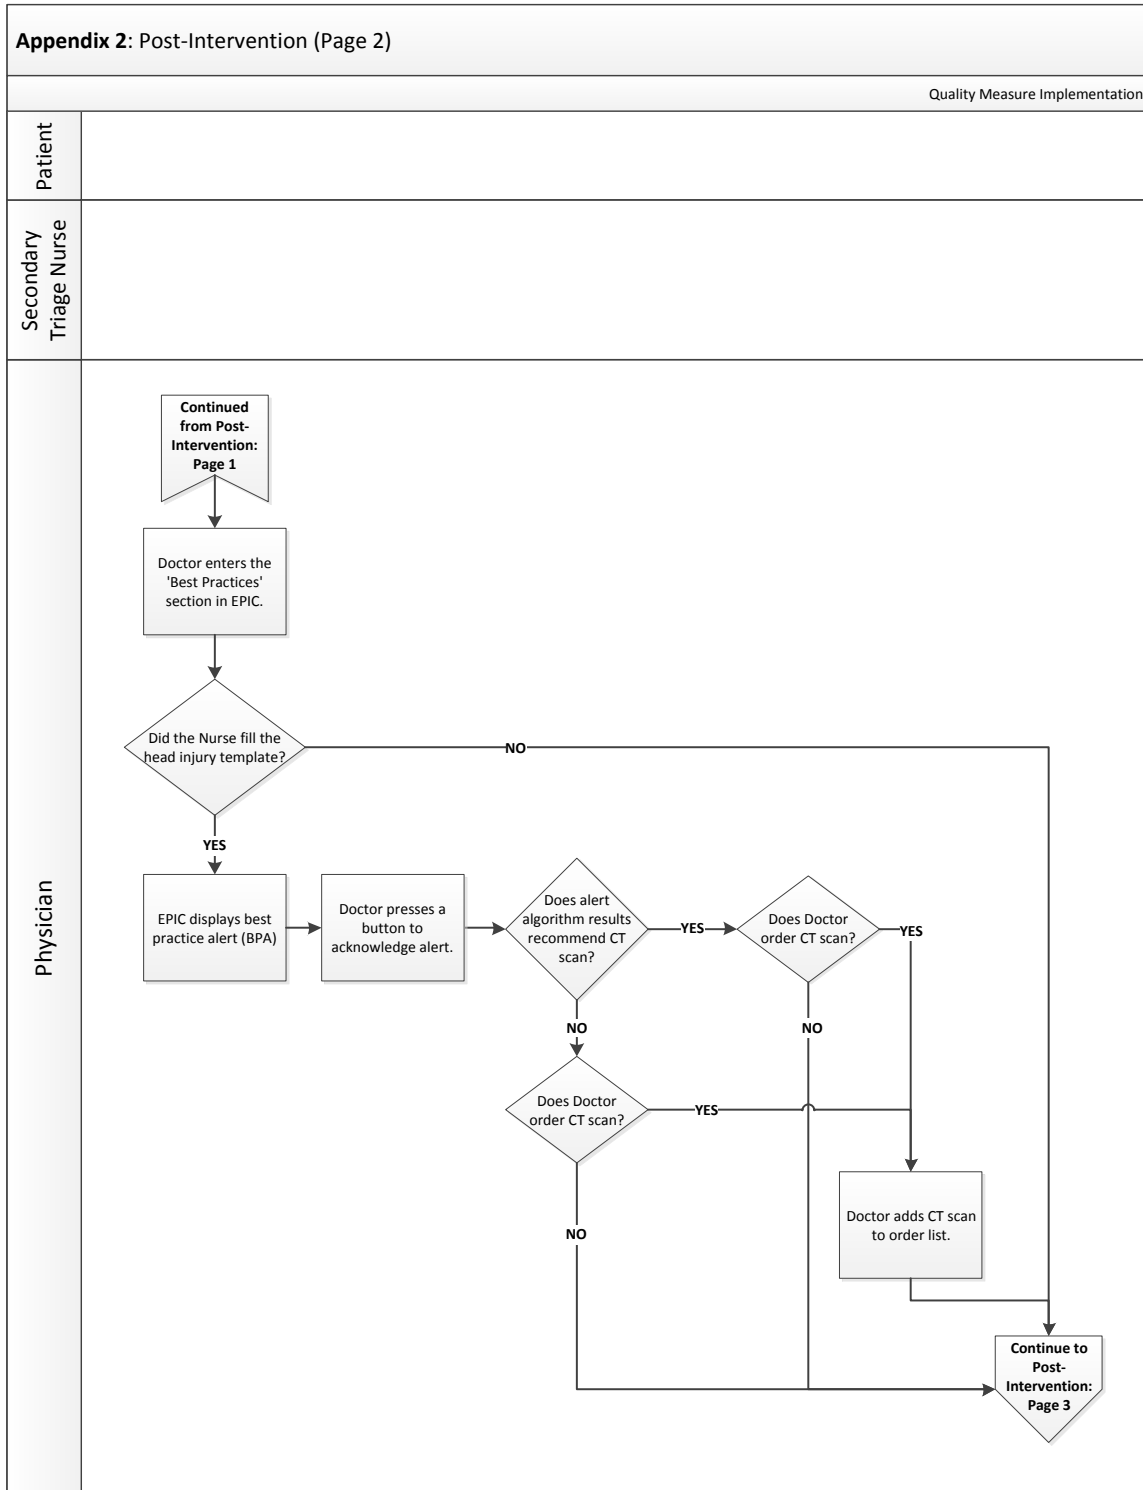 Appendix 2: Post-Intervention (Page 2)
Quality Measure Implementation
Patient
Secondary
Triage Nurse
Physician
Continued
from Post-
Intervention:
Page 1
Doctor enters the
'Best Practices'
section in EPIC.
Did the Nurse fill the
head injury template?
NO
YES
EPIC displays best
practice alert (BPA)
Doctor presses a
button to
acknowledge alert.
Does alert
algorithm results
recommend CT
scan?
YES
Does Doctor
order CT scan?
YES
NO
NO
Does Doctor
order CT scan?
YES
NO
Doctor adds CT scan
to order list.
Continue to
Post-
Intervention:
Page 3